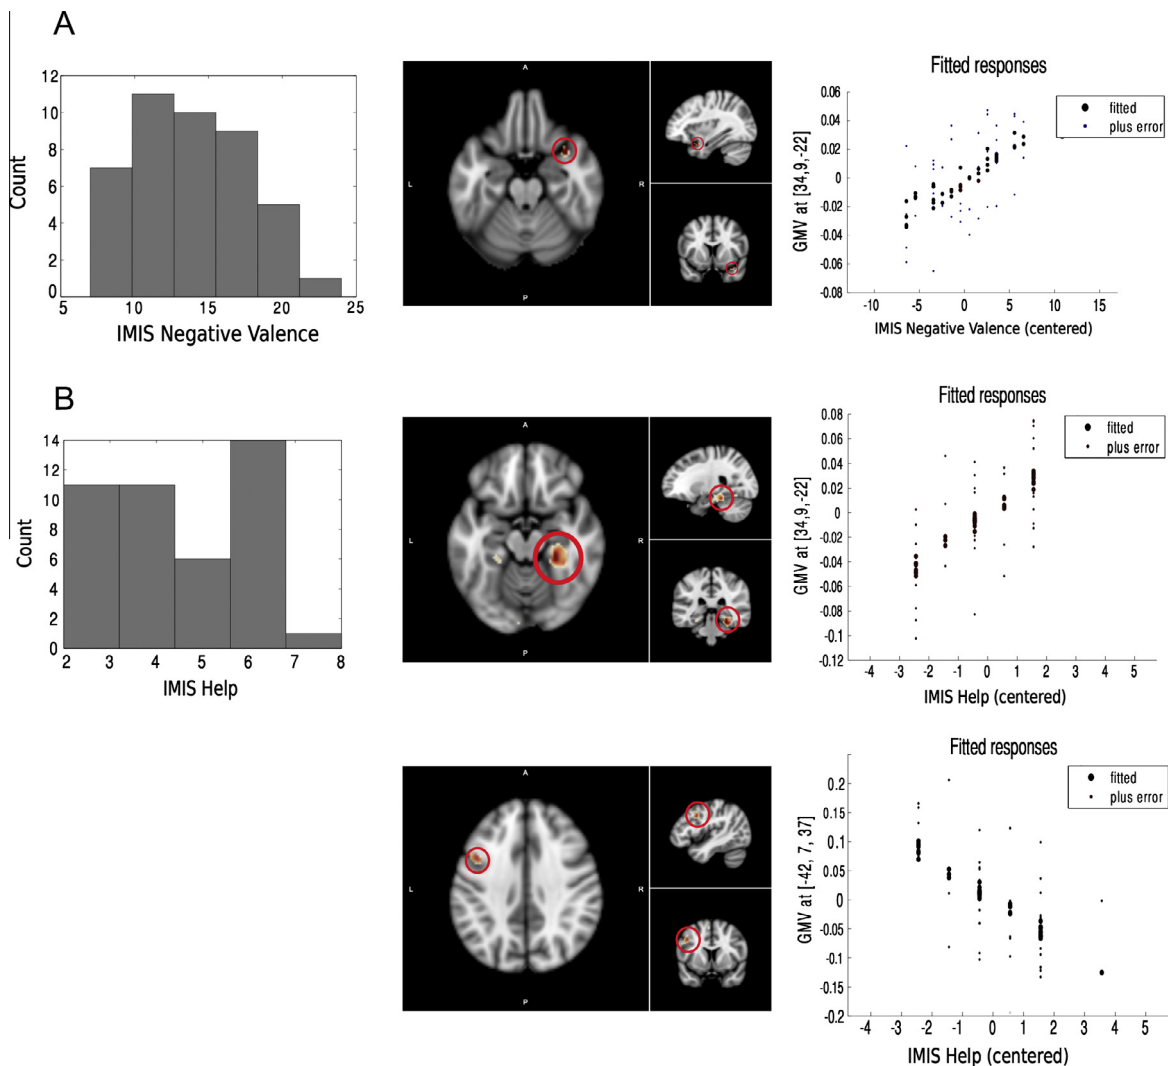 A
Count
12
10
8
6
4
2
0
5 10 15 20 25
IMIS Negative Valence
A
L
R
P
Fitted responses
fitted
plus error
GMV at [34,9,-22]
0.06
0.04
0.02
0
-0.02
-0.04
-0.06
-0.08
-10 -5 0 5 10 15
IMIS Negative Valence (centered)
B
Count
14
12
10
8
6
4
2
0
2 3 4 5 6 7 8
IMIS Help
A
L
R
P
Fitted responses
fitted
plus error
GMV at [34,9,-22]
0.08
0.06
0.04
0.02
0
-0.02
-0.04
-0.06
-0.08
-0.1
-0.12
-4 -3 -2 -1 0 1 2 3 4 5
IMIS Help (centered)
A
L
R
P
Fitted responses
fitted
plus error
GMV at [-42, 7, 37]
0.2
0.15
0.1
0.05
0
-0.05
-0.1
-0.15
-0.2
-4 -3 -2 -1 0 1 2 3 4 5
IMIS Help (centered)